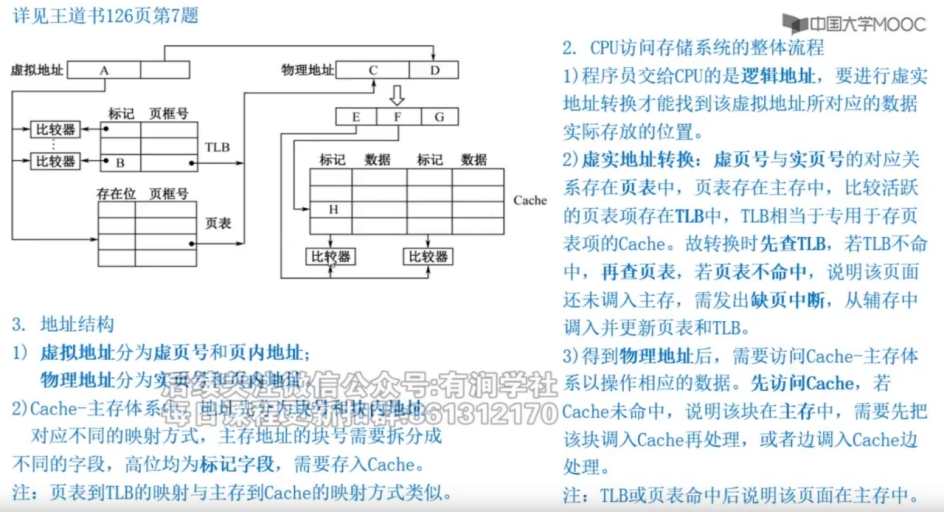 详见王道书126页第7题
中国大学MOOC
虚拟地址 A
物理地址 C D
E F G
标记 页框号
比较器
比较器 B
TLB
存在位 页框号
页表
标记 数据 标记 数据
H
Cache
比较器 比较器
3. 地址结构
1) 虚拟地址分为虚页号和页内地址；
物理地址分为实页号和页内地址。
2)Cache-主存体系中，地址先分为块号和块内地址，
对应不同的映射方式，主存地址的块号需要拆分成
不同的字段，高位均为标记字段，需要存入Cache。
注：页表到TLB的映射与主存到Cache的映射方式类似。
后续关注微信公众号:有润学社
每日课程更新扣群:861312170
2. CPU访问存储系统的整体流程
1)程序员交给CPU的是逻辑地址，要进行虚实
地址转换才能找到该虚拟地址所对应的数据
实际存放的位置。
2)虚实地址转换：虚页号与实页号的对应关
系存在页表中，页表存在主存中，比较活跃
的页表项存在TLB中，TLB相当于专用于存页
表项的Cache。故转换时先查TLB，若TLB不命
中，再查页表，若页表不命中，说明该页面
还未调入主存，需发出缺页中断，从辅存中
调入并更新页表和TLB。
3)得到物理地址后，需要访问Cache-主存体
系以操作相应的数据。先访问Cache，若
Cache未命中，说明该块在主存中，需要先把
该块调入Cache再处理，或者边调入Cache边
处理。
注：TLB或页表命中后说明该页面在主存中。